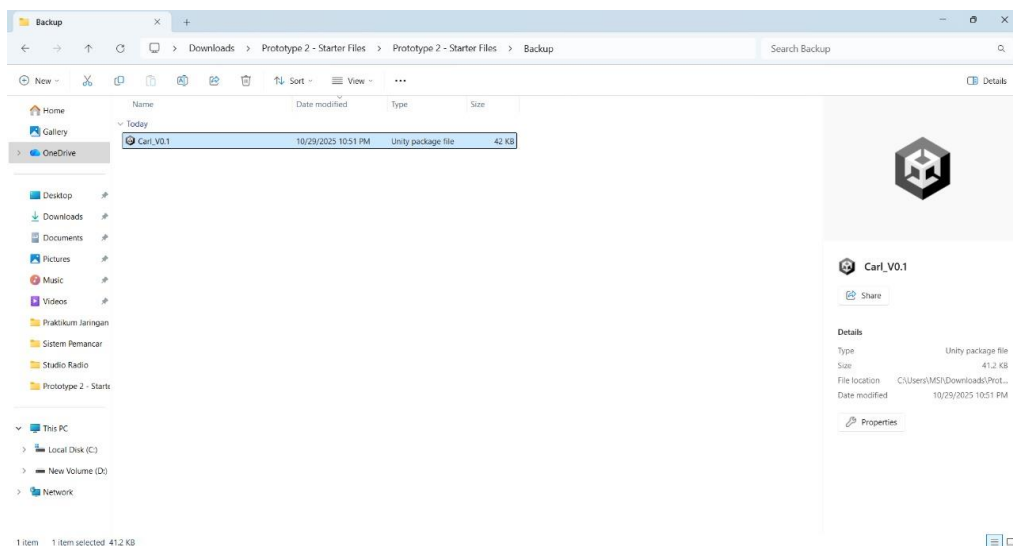 Backup
Downloads > Prototype 2 - Starter Files > Prototype 2 - Starter Files > Backup
Search Backup
New
Sort
View
Details
Home
Gallery
OneDrive
Desktop
Downloads
Documents
Pictures
Music
Videos
Praktikum Jaringan
Sistem Pemancar
Studio Radio
Prototype 2 - Starte
This PC
Local Disk (C:)
New Volume (D:)
Network
Name Date modified Type Size
Today
Carl_V0.1 10/29/2025 10:51 PM Unity package file 42 KB
Carl_V0.1
Share
Details
Type Unity package file
Size 41.2 KB
File location C:\Users\MSI\Downloads\Prot...
Date modified 10/29/2025 10:51 PM
Properties
1 item 1 item selected 41.2 KB